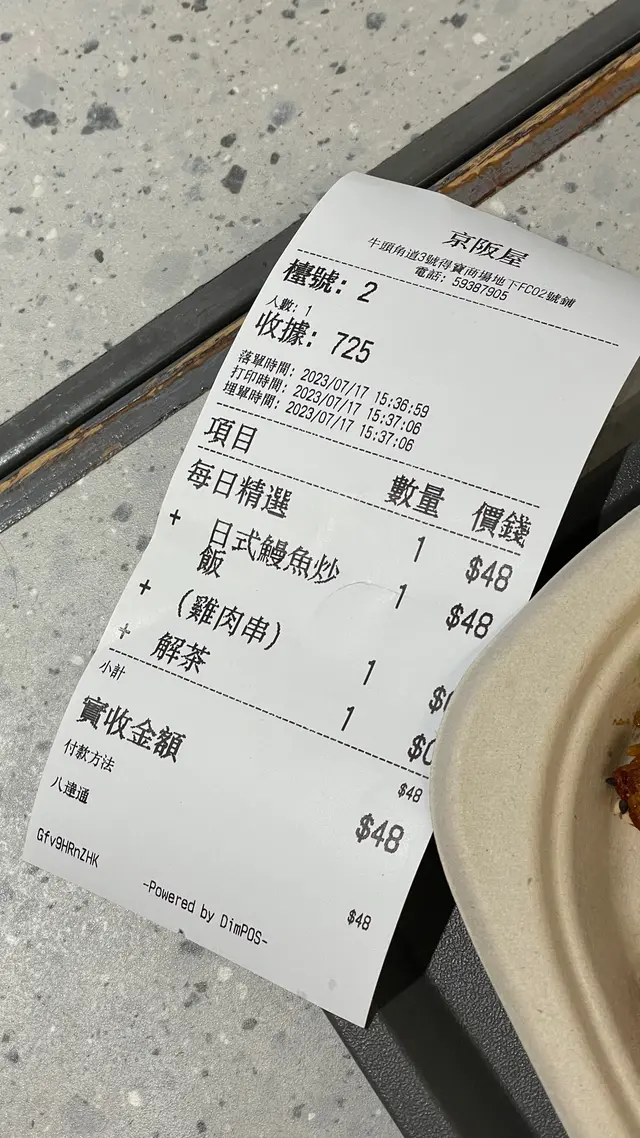 京阪屋
牛頭角道3號得寶商場地下FC02號鋪
電話: 59387905
檯號: 2
人數: 1
收據: 725
落單時間: 2023/07/17 15:36:59
打印時間: 2023/07/17 15:37:06
埋單時間: 2023/07/17 15:37:06
項目 數量 價錢
每日精選 1 $48
+ 日式鰻魚炒飯 1 $48
+ (雞肉串) 1 $0
+ 解茶 1 $0
小計 $48
實收金額 $48
付款方法
八達通 $48
Gfv9HRnZHK
-Powered by DimPOS-